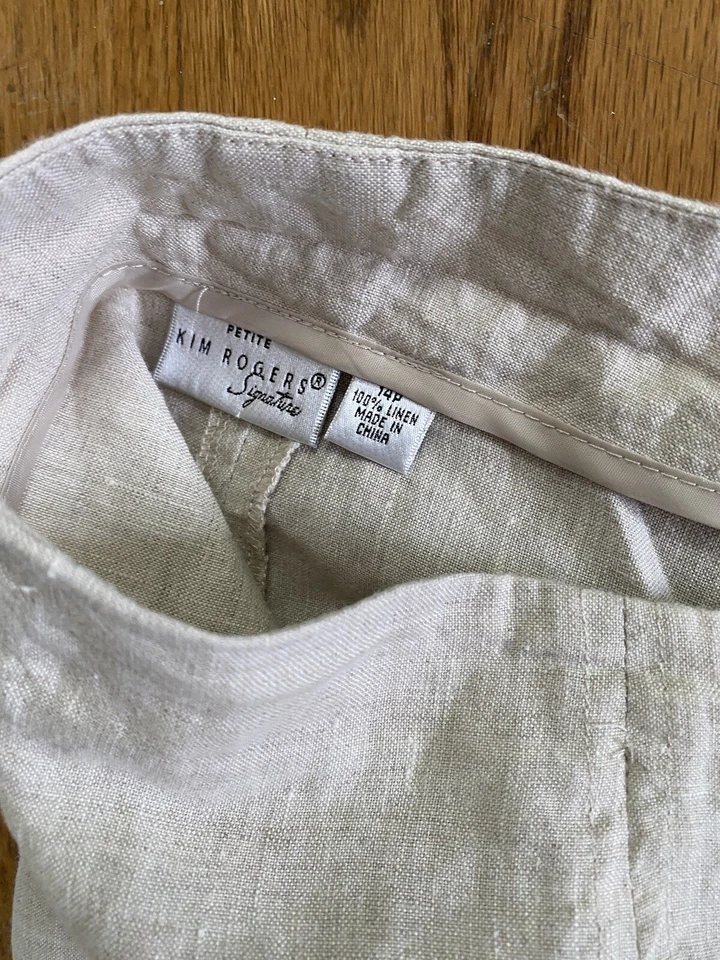 PETITE
KIM ROGERS®
Signature
14P
100% LINEN
MADE IN
CHINA